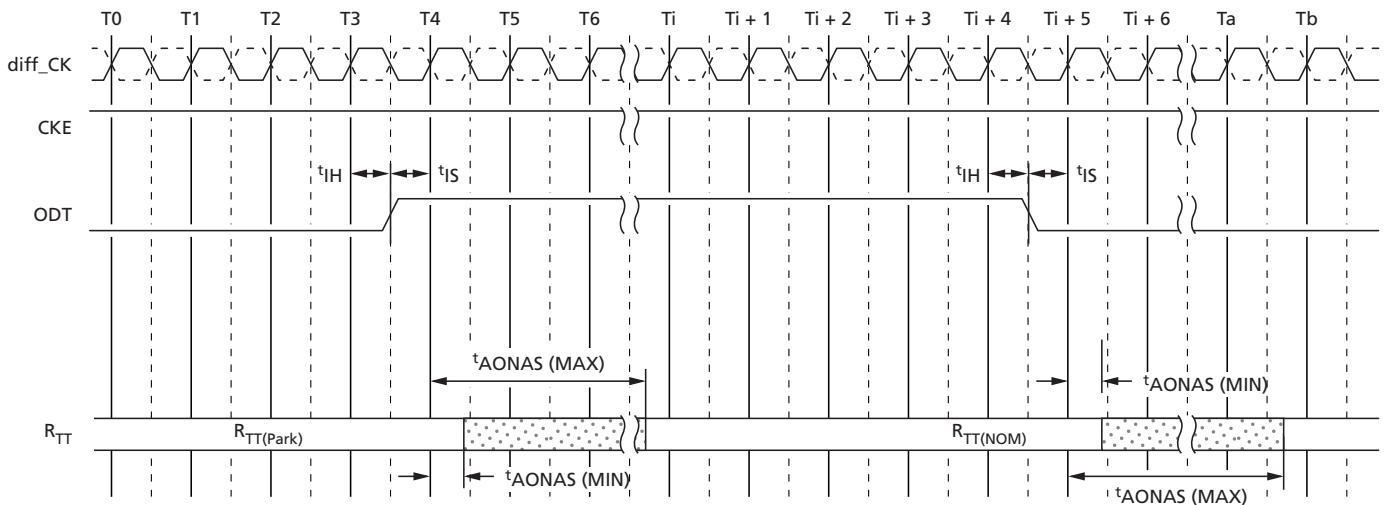 T0 T1 T2 T3 T4 T5 T6 Ti Ti + 1 Ti + 2 Ti + 3 Ti + 4 Ti + 5 Ti + 6 Ta Tb
diff_CK
CKE
tIH tIS tIH tIS
ODT
tAONAS (MAX)
tAONAS (MIN)
RTT RTT(Park) RTT(NOM)
tAONAS (MIN)
tAONAS (MAX)